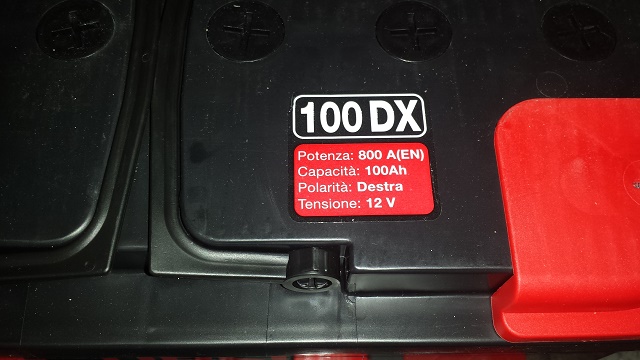 100 DX
Potenza: 800 A(EN)
Capacità: 100Ah
Polarità: Destra
Tensione: 12 V